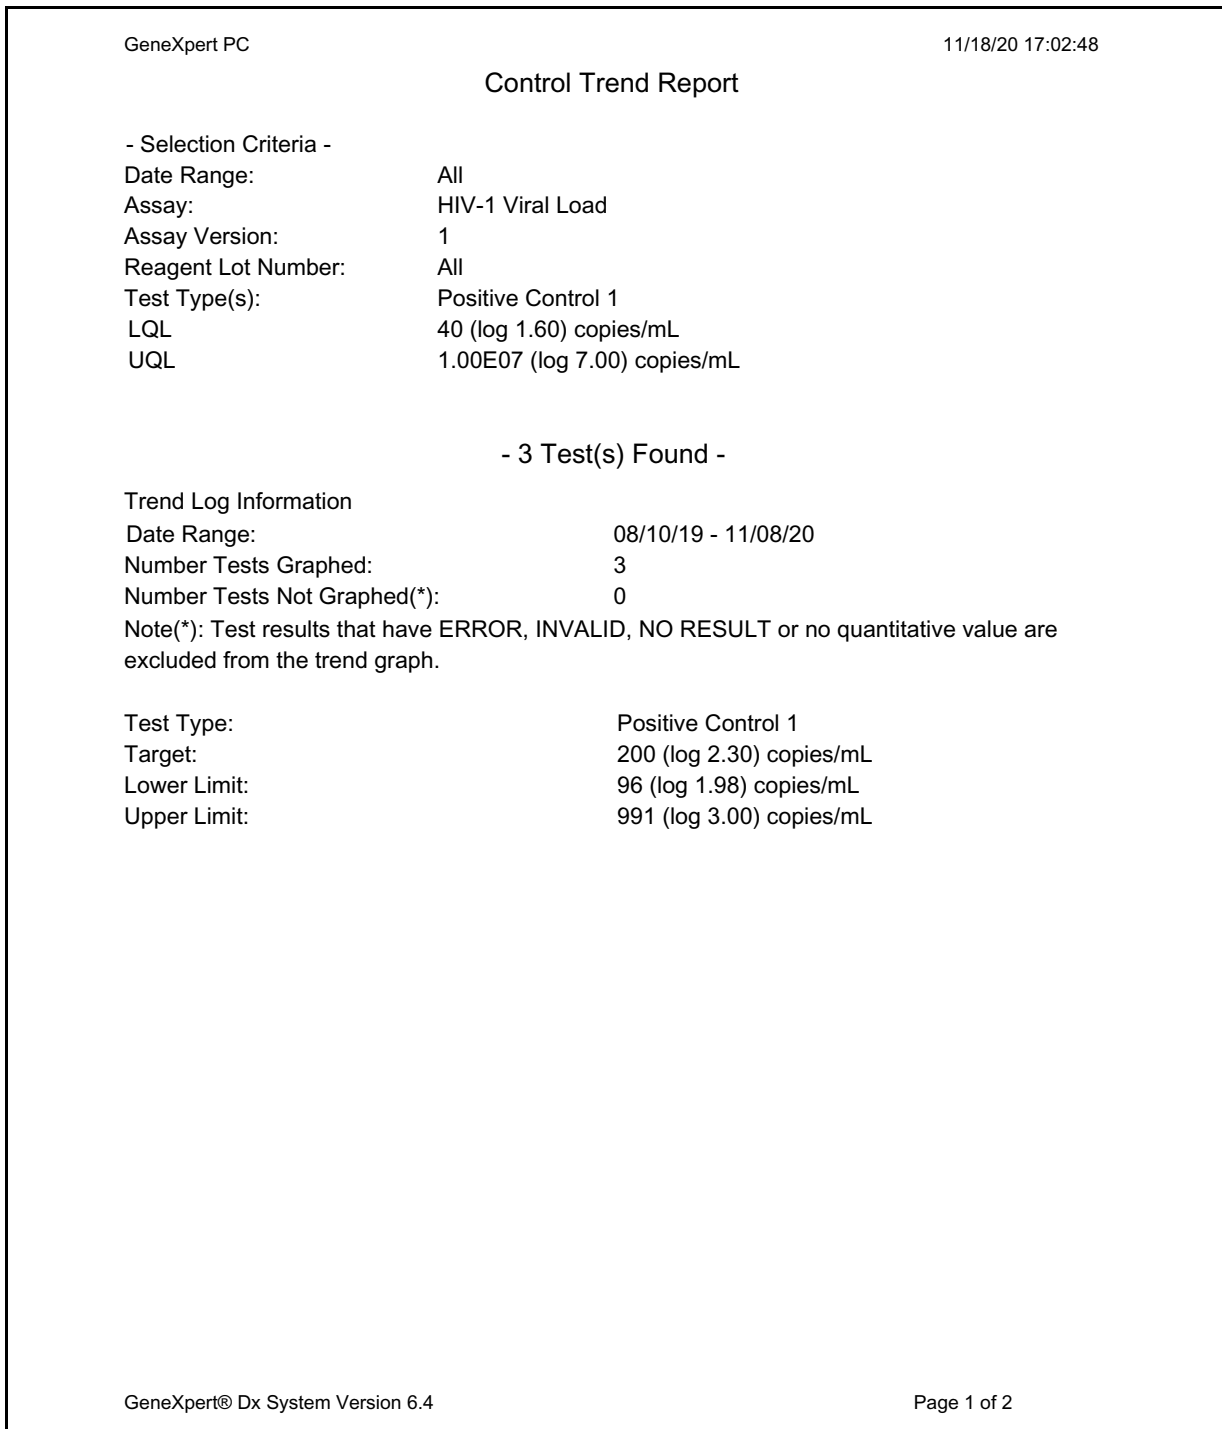 GeneXpert PC 11/18/20 17:02:48
Control Trend Report
- Selection Criteria -
Date Range: All
Assay: HIV-1 Viral Load
Assay Version: 1
Reagent Lot Number: All
Test Type(s): Positive Control 1
LQL 40 (log 1.60) copies/mL
UQL 1.00E07 (log 7.00) copies/mL
- 3 Test(s) Found -
Trend Log Information
Date Range: 08/10/19 - 11/08/20
Number Tests Graphed: 3
Number Tests Not Graphed(*): 0
Note(*): Test results that have ERROR, INVALID, NO RESULT or no quantitative value are
excluded from the trend graph.
Test Type: Positive Control 1
Target: 200 (log 2.30) copies/mL
Lower Limit: 96 (log 1.98) copies/mL
Upper Limit: 991 (log 3.00) copies/mL
GeneXpert® Dx System Version 6.4 Page 1 of 2